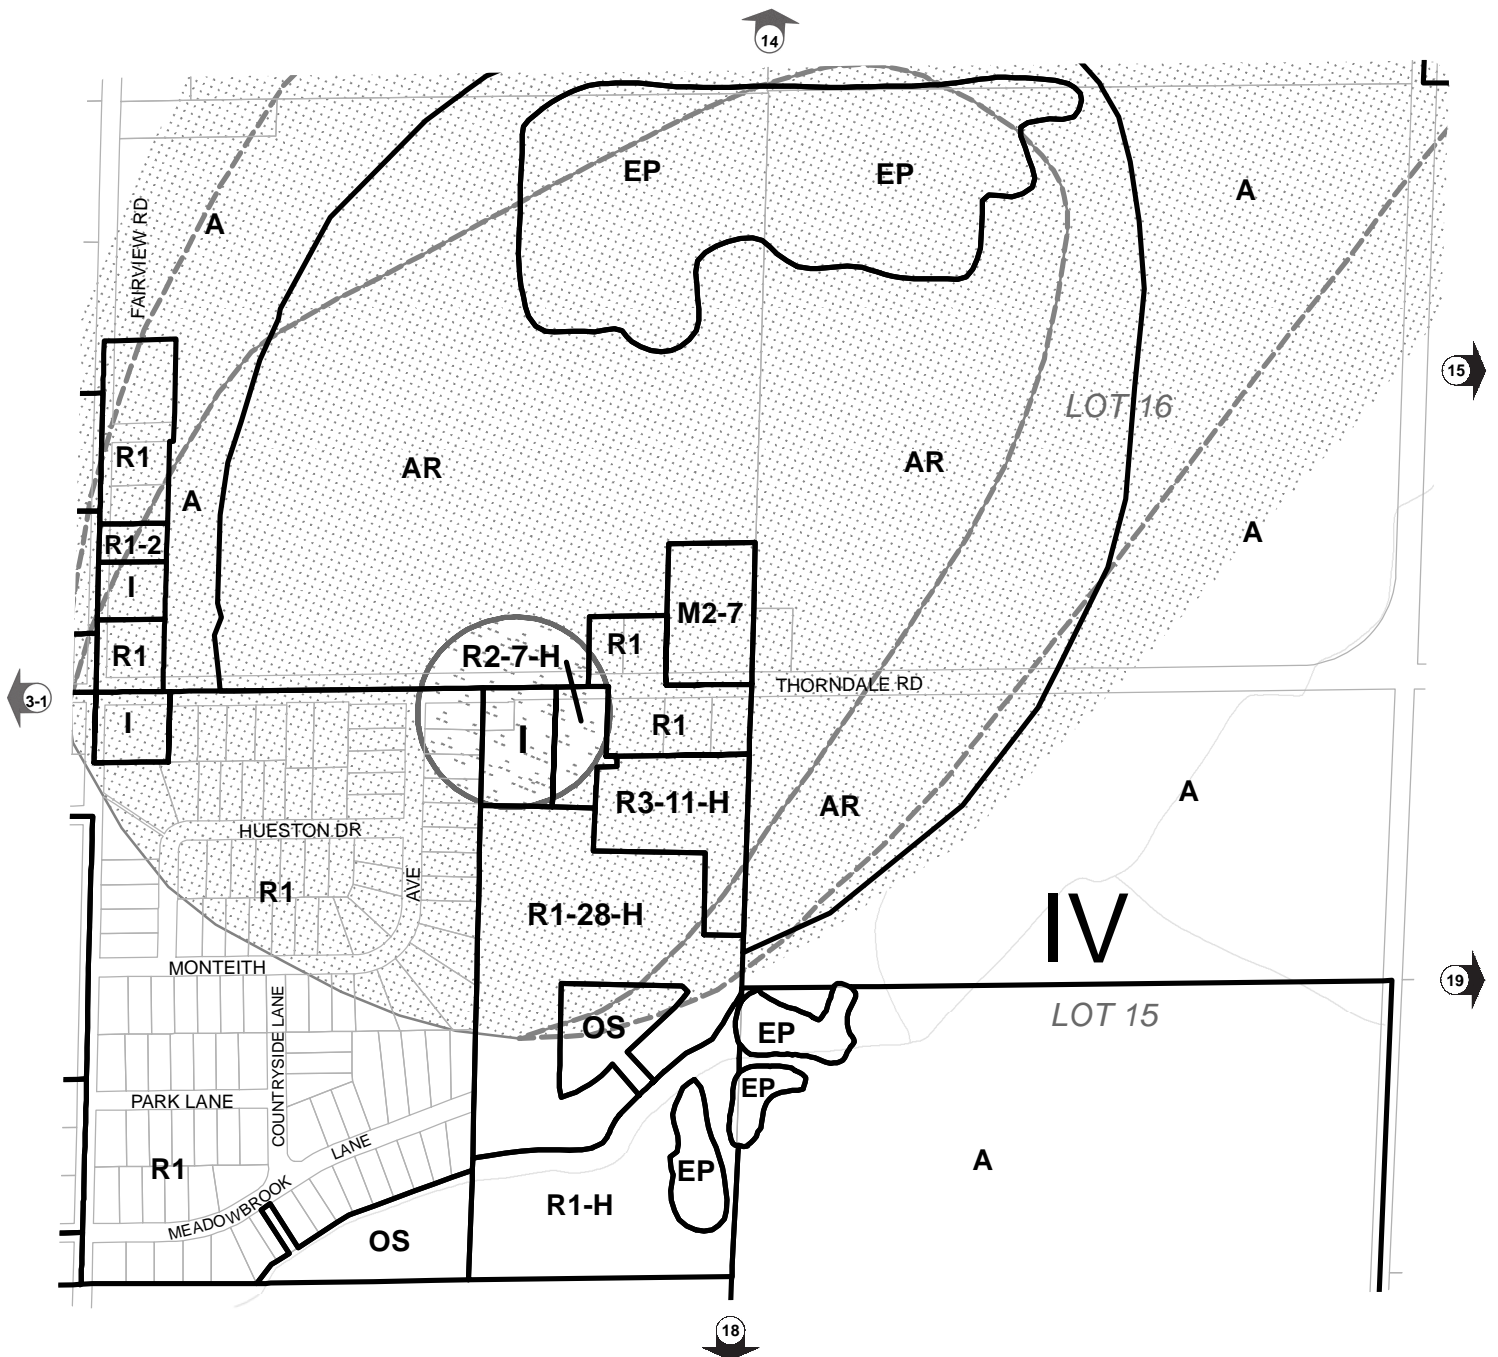 14
EP
EP
A
A
FAIRVIEW RD
15
LOT 16
R1
AR
AR
A
A
R1-2
I
M2-7
R1
R1
R2-7-H
THORNDALE RD
3-1
I
I
R1
R3-11-H
AR
A
HUESTON DR
R1
AVE
R1-28-H
IV
MONTEITH
19
COUNTRYSIDE LANE
OS
EP
LOT 15
EP
PARK LANE
LANE
R1
EP
A
MEADOWBROOK
R1-H
OS
18